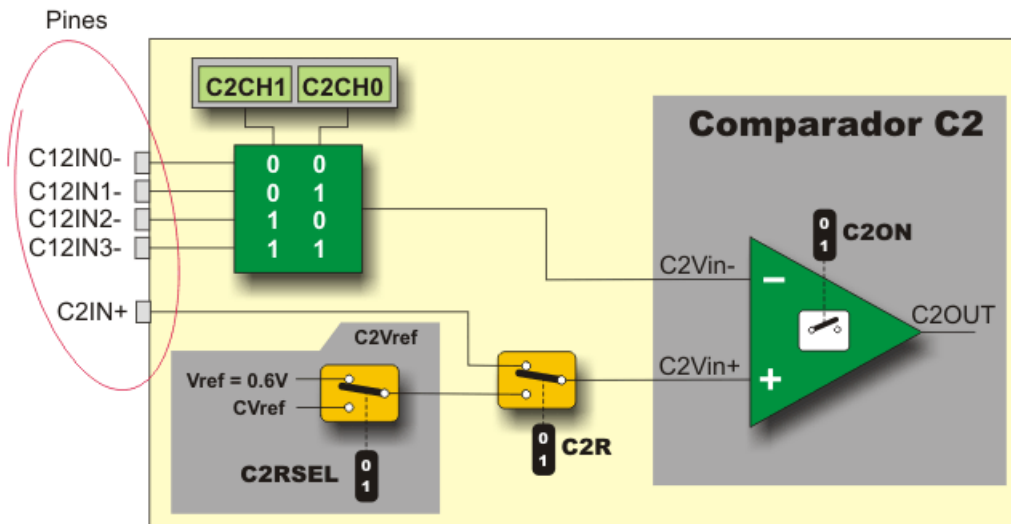 Pines
C2CH1 C2CH0
Comparador C2
C12IN0- 0 0
C12IN1- 0 1
C12IN2- 1 0
C12IN3- 1 1
0
1
C2ON
C2Vin-
−
C2IN+
C2OUT
C2Vref
C2Vin+
+
Vref = 0.6V
CVref
0
1
C2R
C2RSEL
0
1